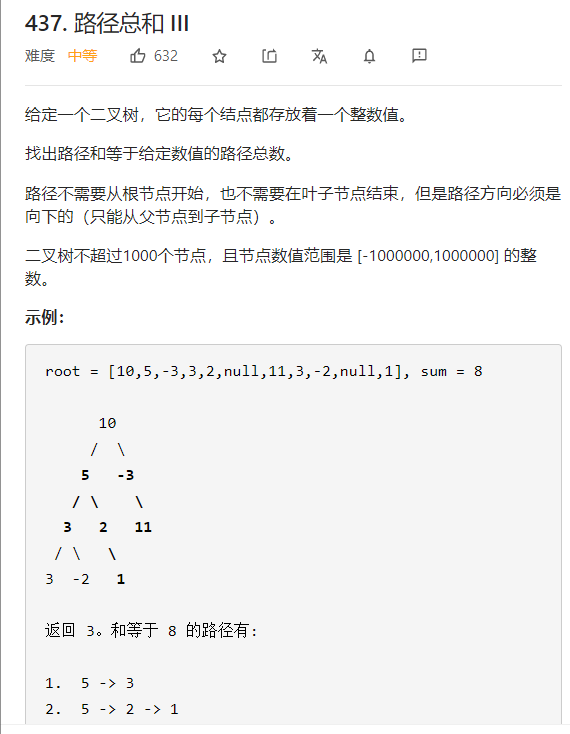 437. 路径总和 III
难度 中等 632
给定一个二叉树，它的每个结点都存放着一个整数值。
找出路径和等于给定数值的路径总数。
路径不需要从根节点开始，也不需要在叶子节点结束，但是路径方向必须是
向下的（只能从父节点到子节点）。
二叉树不超过1000个节点，且节点数值范围是 [-1000000,1000000] 的整
数。
示例：
root = [10,5,-3,3,2,null,11,3,-2,null,1], sum = 8
10
/ \
5 -3
/ \ \
3 2 11
/ \ \
3 -2 1
返回 3。和等于 8 的路径有:
1. 5 -> 3
2. 5 -> 2 -> 1